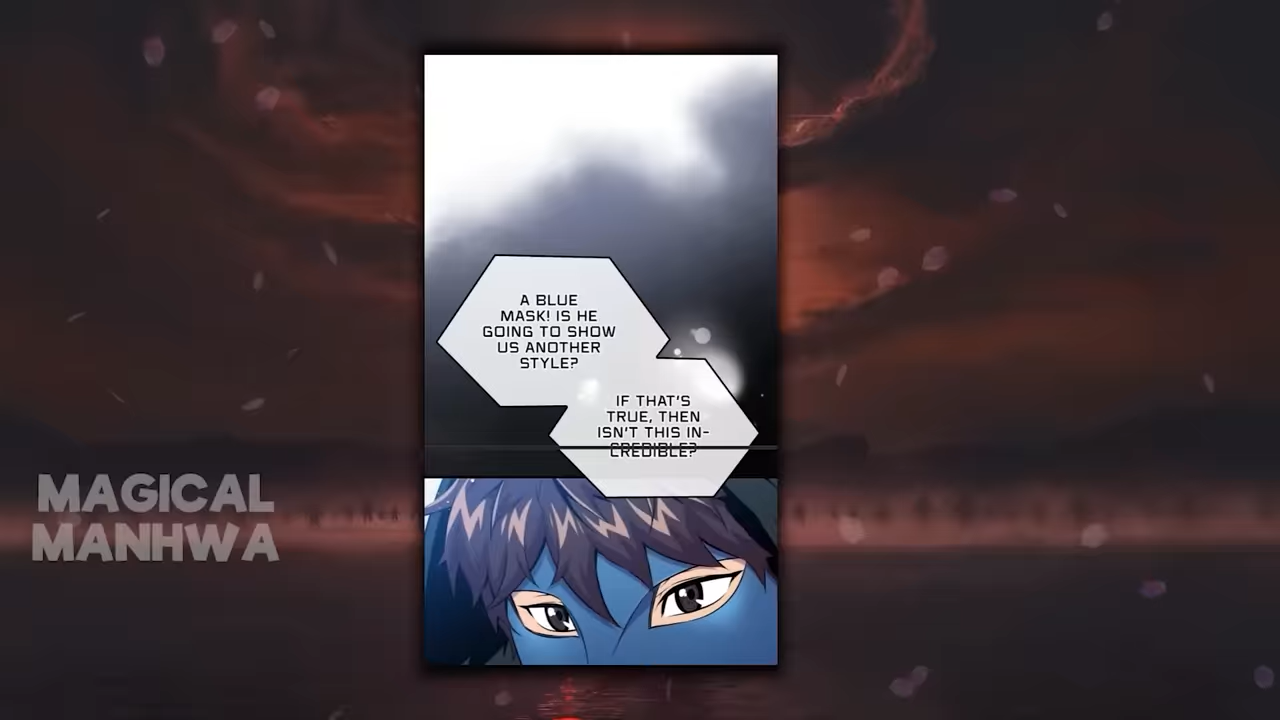 A BLUE
MASK! IS HE
GOING TO SHOW
US ANOTHER
STYLE?
IF THAT'S
TRUE, THEN
ISN'T THIS IN-
CREDIBLE?
MAGICAL
MANHWA